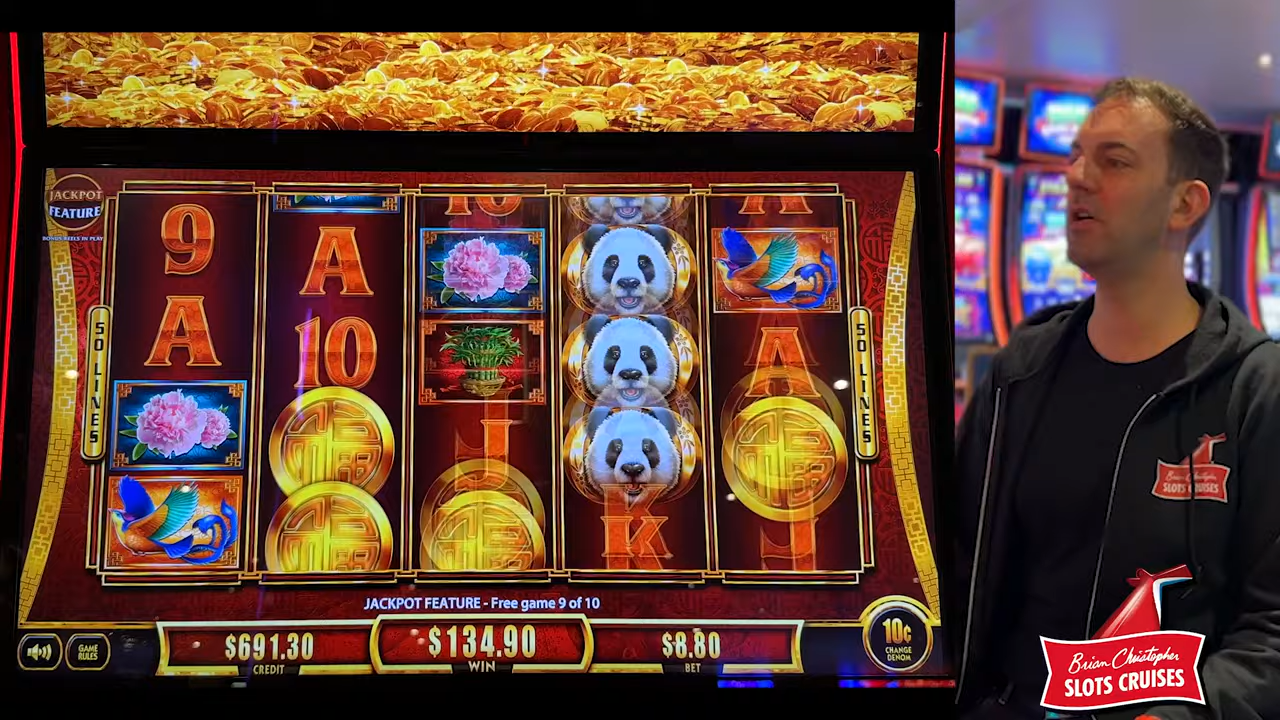 JACKPOT
FEATURE
BONUS REELS IN PLAY
9
A
A
10
10
J
K
K
A
A
J
50 LINES
50 LINES
JACKPOT FEATURE - Free game 9 of 10
GAME
RULES
$691.30
CREDIT
$134.90
WIN
$8.80
BET
10¢
CHANGE
DENOM
Brian Christopher
SLOTS CRUISES
Brian Christopher
SLOTS CRUISES